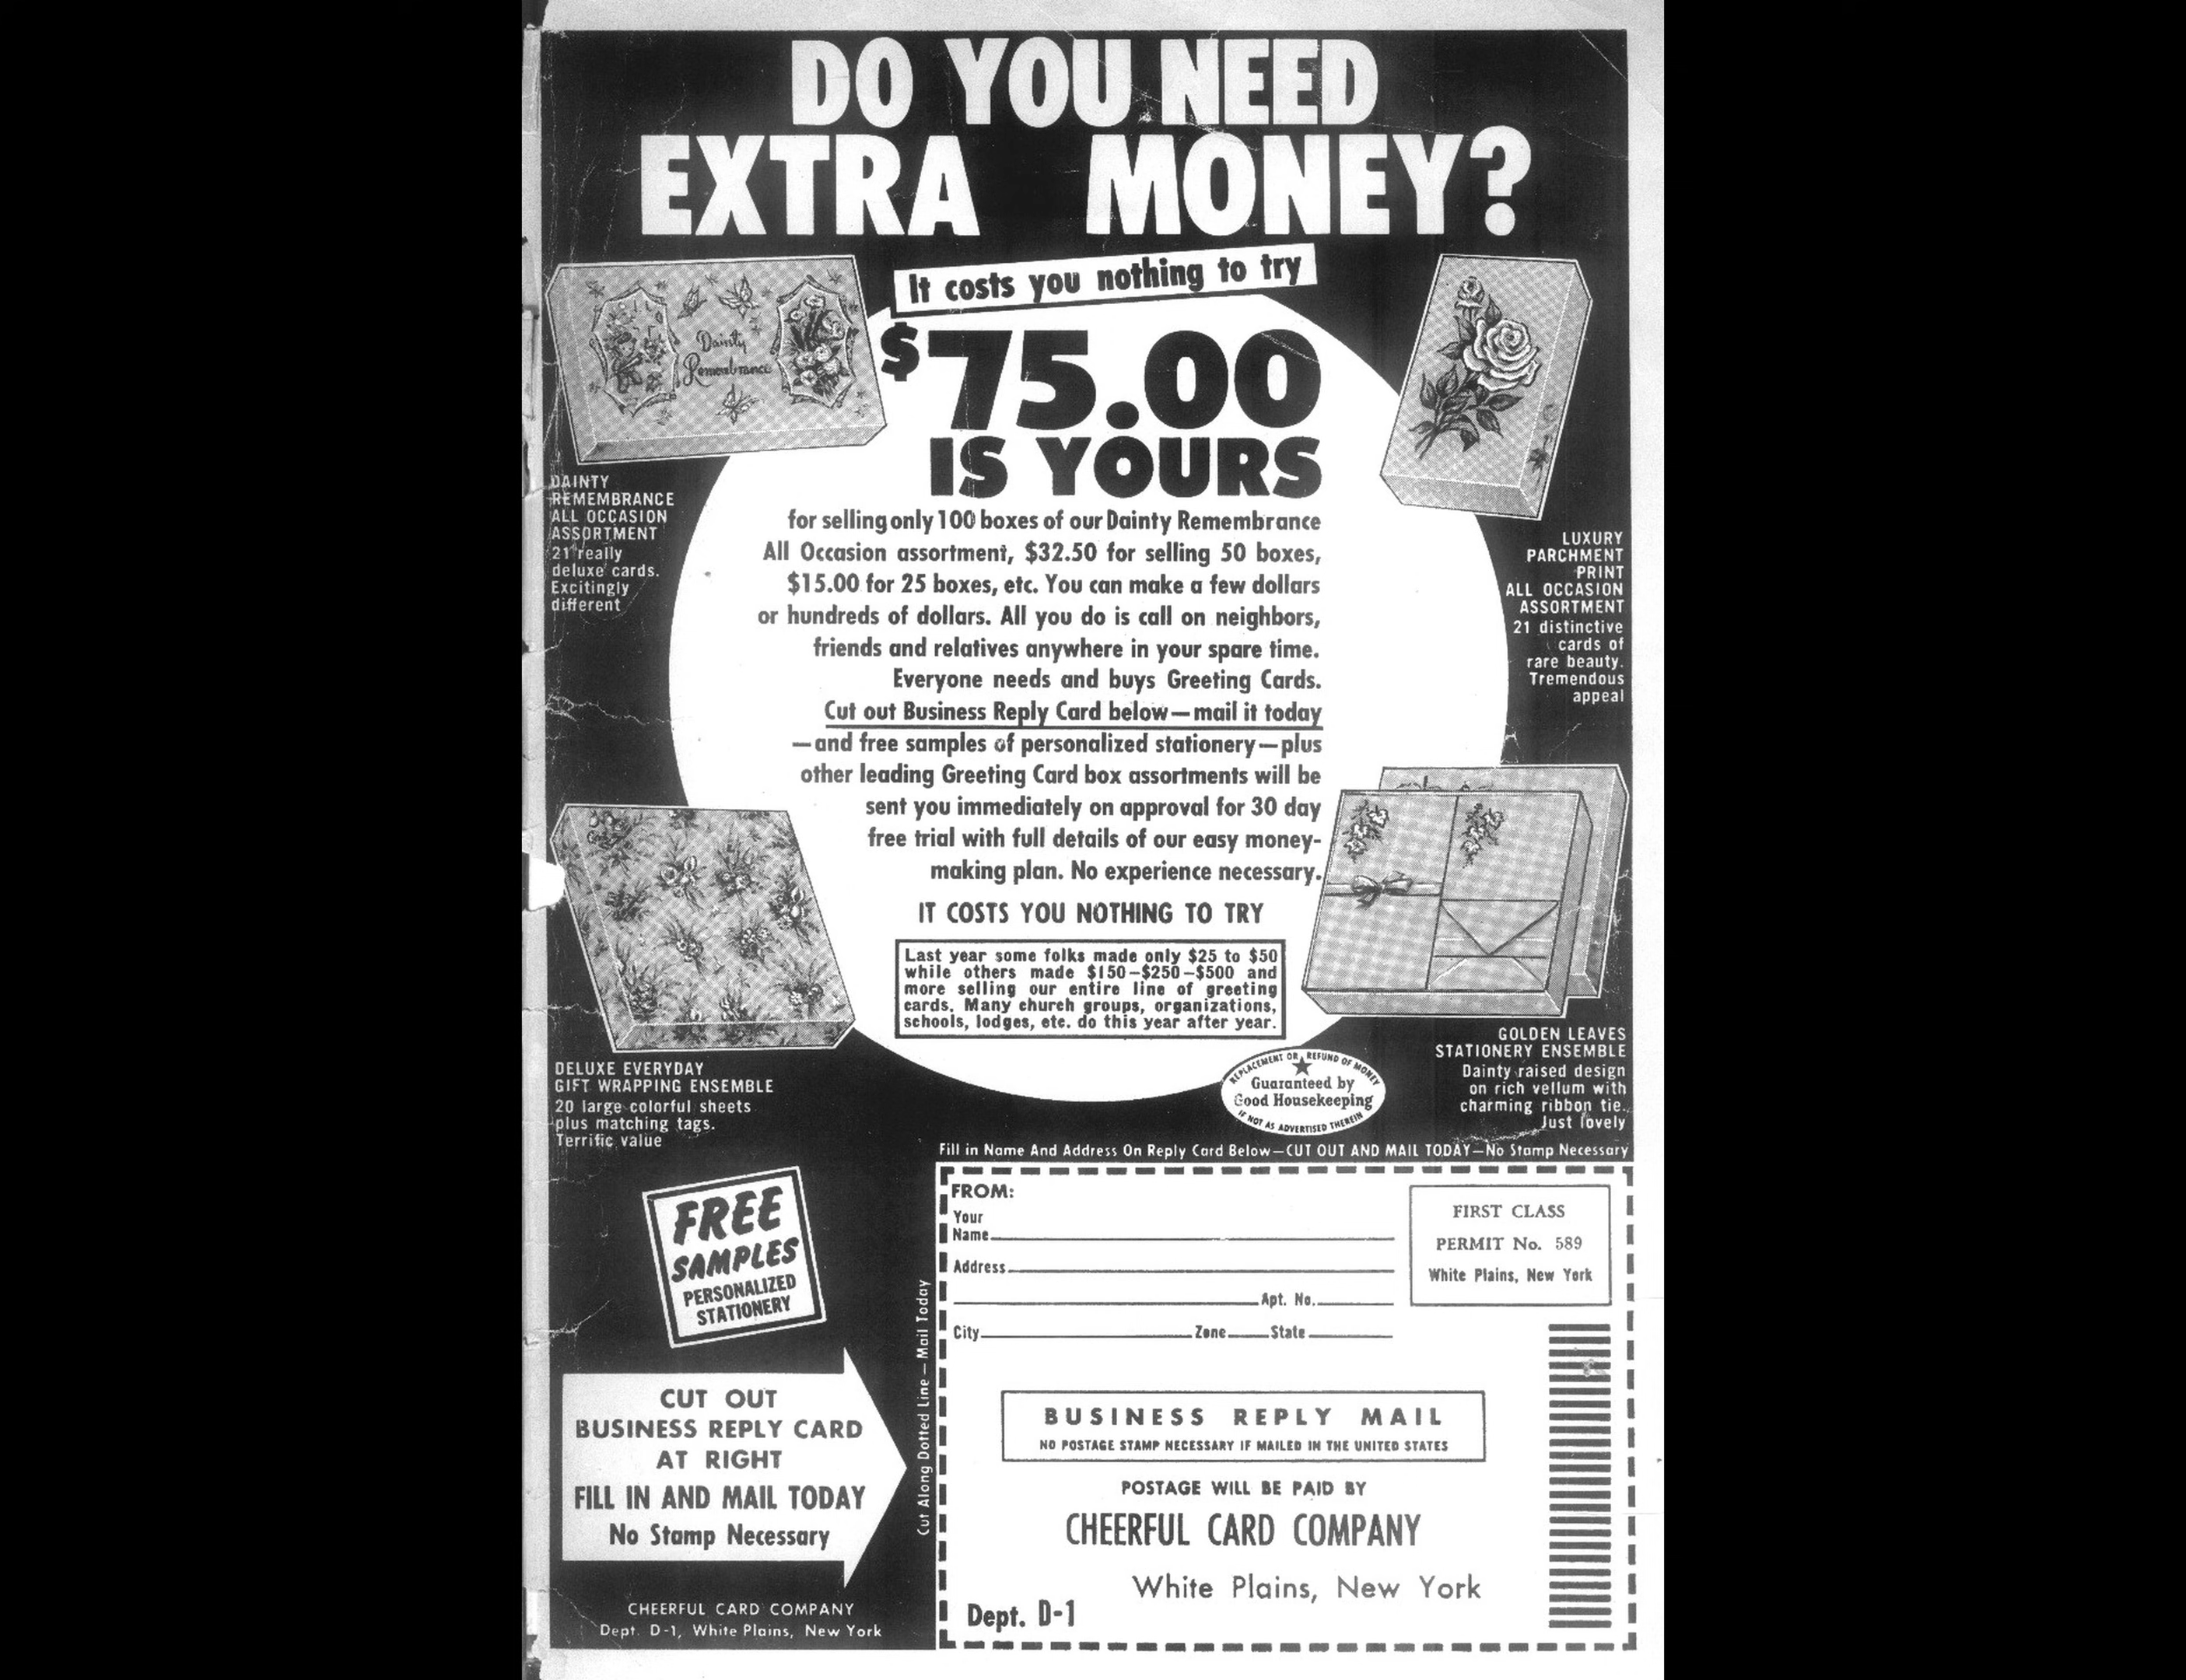 DO YOU NEED
EXTRA MONEY?
It costs you nothing to try
Dainty
Remembrance
$75.00
IS YOURS
for selling only 100 boxes of our Dainty Remembrance
All Occasion assortment, $32.50 for selling 50 boxes,
$15.00 for 25 boxes, etc. You can make a few dollars
or hundreds of dollars. All you do is call on neighbors,
friends and relatives anywhere in your spare time.
Everyone needs and buys Greeting Cards.
Cut out Business Reply Card below—mail it today
—and free samples of personalized stationery—plus
other leading Greeting Card box assortments will be
sent you immediately on approval for 30 day
free trial with full details of our easy money-
making plan. No experience necessary.
IT COSTS YOU NOTHING TO TRY
Last year some folks made only $25 to $50
while others made $150—$250—$500 and
more selling our entire line of greeting
cards. Many church groups, organizations,
schools, lodges, etc. do this year after year.
DAINTY
REMEMBRANCE
ALL OCCASION
ASSORTMENT
21 really
deluxe cards.
Excitingly
different
LUXURY
PARCHMENT
PRINT
ALL OCCASION
ASSORTMENT
21 distinctive
cards of
rare beauty.
Tremendous
appeal
DELUXE EVERYDAY
GIFT WRAPPING ENSEMBLE
20 large colorful sheets
plus matching tags.
Terrific value
GOLDEN LEAVES
STATIONERY ENSEMBLE
Dainty raised design
on rich vellum with
charming ribbon tie.
Just lovely
REPLACEMENT OR REFUND OF MONEY
Guaranteed by
Good Housekeeping
IF NOT AS ADVERTISED THEREIN
Fill in Name And Address On Reply Card Below—CUT OUT AND MAIL TODAY—No Stamp Necessary
FREE
SAMPLES
PERSONALIZED
STATIONERY
CUT OUT
BUSINESS REPLY CARD
AT RIGHT
FILL IN AND MAIL TODAY
No Stamp Necessary
CHEERFUL CARD COMPANY
Dept. D-1, White Plains, New York
Cut Along Dotted Line — Mail Today
FROM:
Your
Name
Address
Apt. No.
City Zone State
FIRST CLASS
PERMIT No. 589
White Plains, New York
BUSINESS REPLY MAIL
NO POSTAGE STAMP NECESSARY IF MAILED IN THE UNITED STATES
POSTAGE WILL BE PAID BY
CHEERFUL CARD COMPANY
White Plains, New York
Dept. D-1